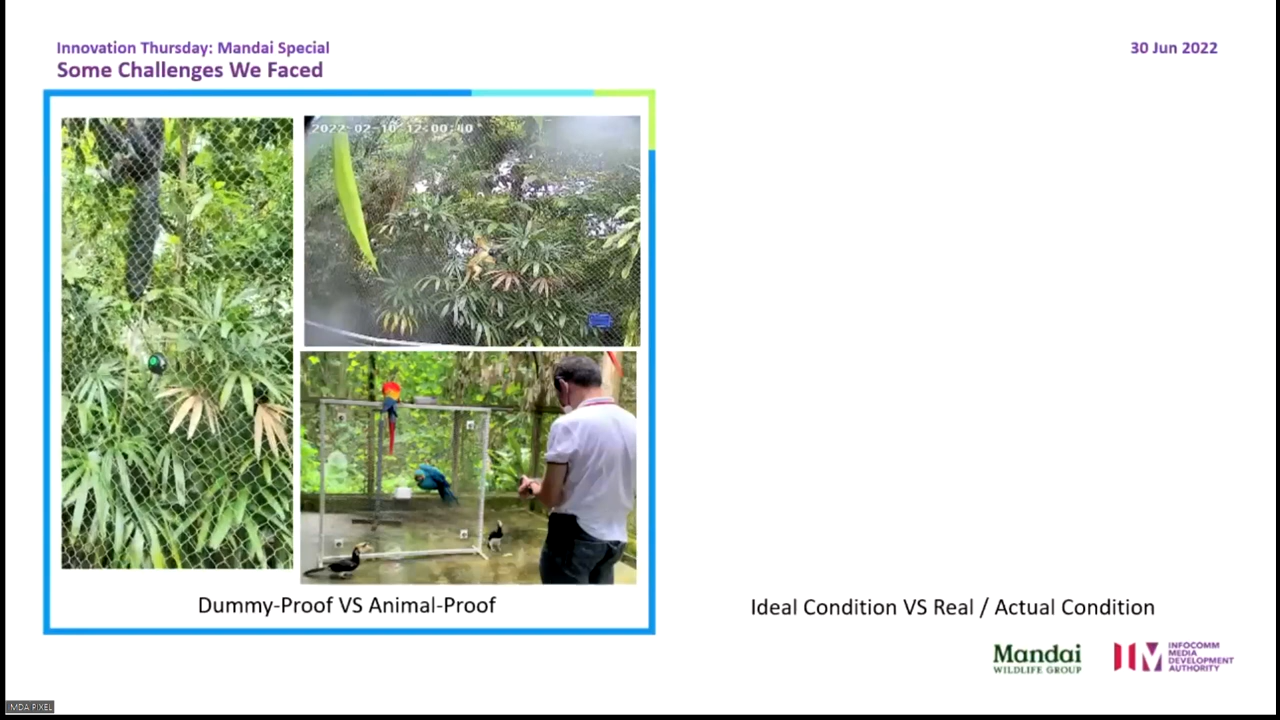 Innovation Thursday: Mandai Special
30 Jun 2022
Some Challenges We Faced
2022-02-10 12:00:40
Dummy-Proof VS Animal-Proof
Ideal Condition VS Real / Actual Condition
Mandai
WILDLIFE GROUP
INFOCOMM
MEDIA
DEVELOPMENT
AUTHORITY
IMDA PIXEL